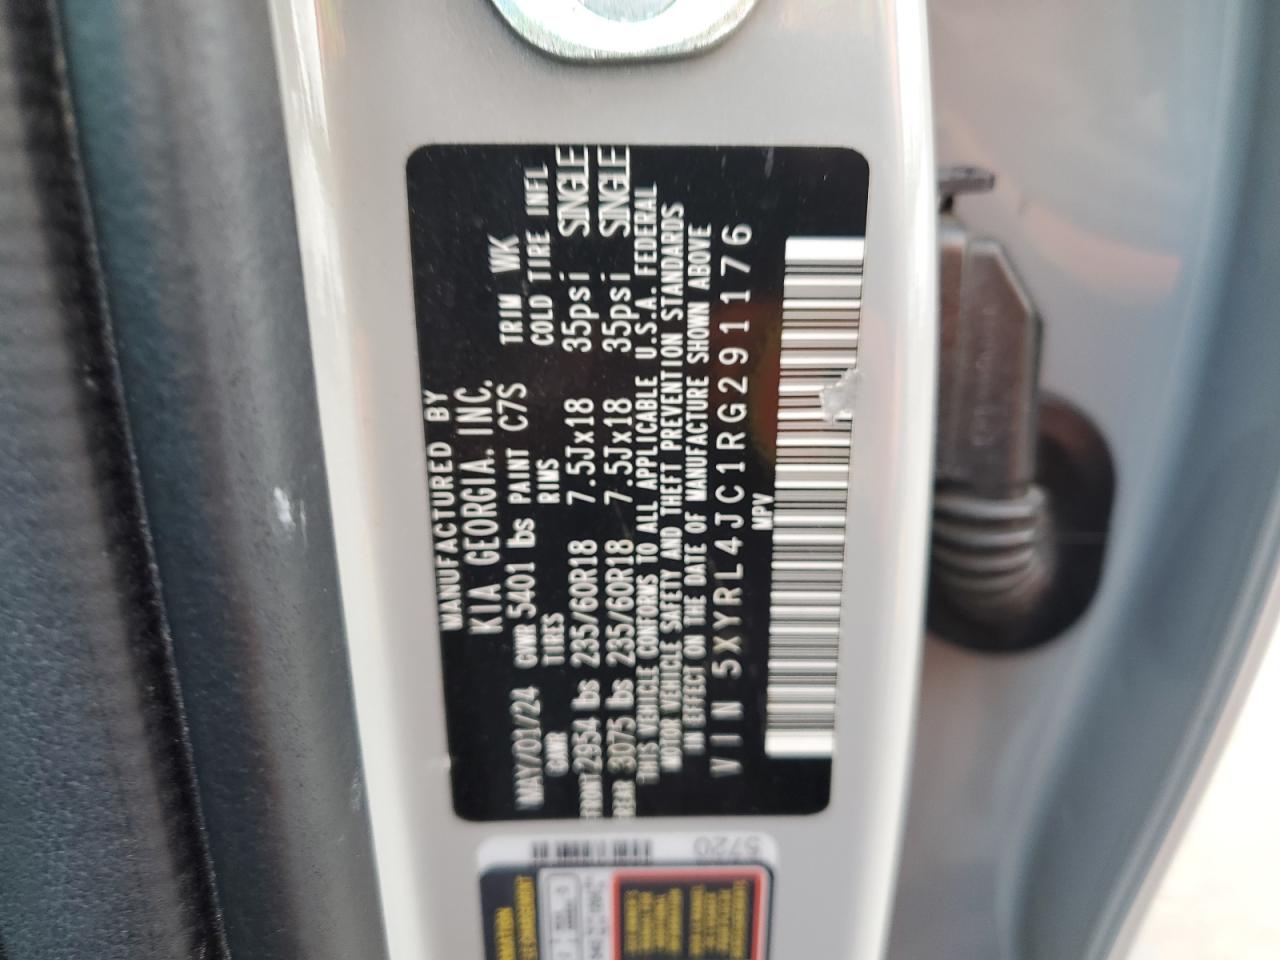 MANUFACTURED BY
KIA GEORGIA. INC.
MAY/01/24 GVWR 5401 lbs PAINT C7S TRIM WK
GAWR TIRES RIMS COLD TIRE INFL
FRONT 2954 lbs 235/60R18 7.5Jx18 35psi SINGLE
REAR 3075 lbs 235/60R18 7.5Jx18 35psi SINGLE
THIS VEHICLE CONFORMS TO ALL APPLICABLE U.S.A. FEDERAL
MOTOR VEHICLE SAFETY AND THEFT PREVENTION STANDARDS
IN EFFECT ON THE DATE OF MANUFACTURE SHOWN ABOVE
VIN 5XYRL4JC1RG291176
MPV
5720